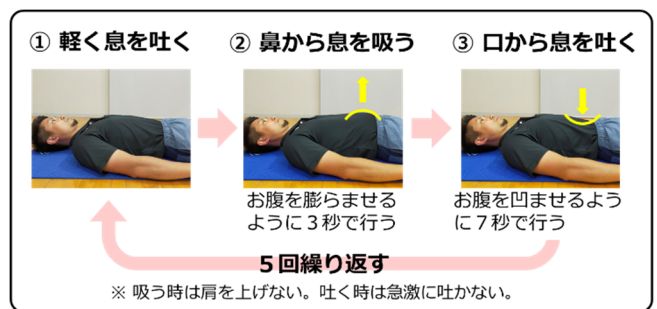 ① 軽く息を吐く
② 鼻から息を吸う
③ 口から息を吐く
お腹を膨らませる
ように３秒で行う
お腹を凹ませるよう
に７秒で行う
５回繰り返す
※ 吸う時は肩を上げない。吐く時は急激に吐かない。